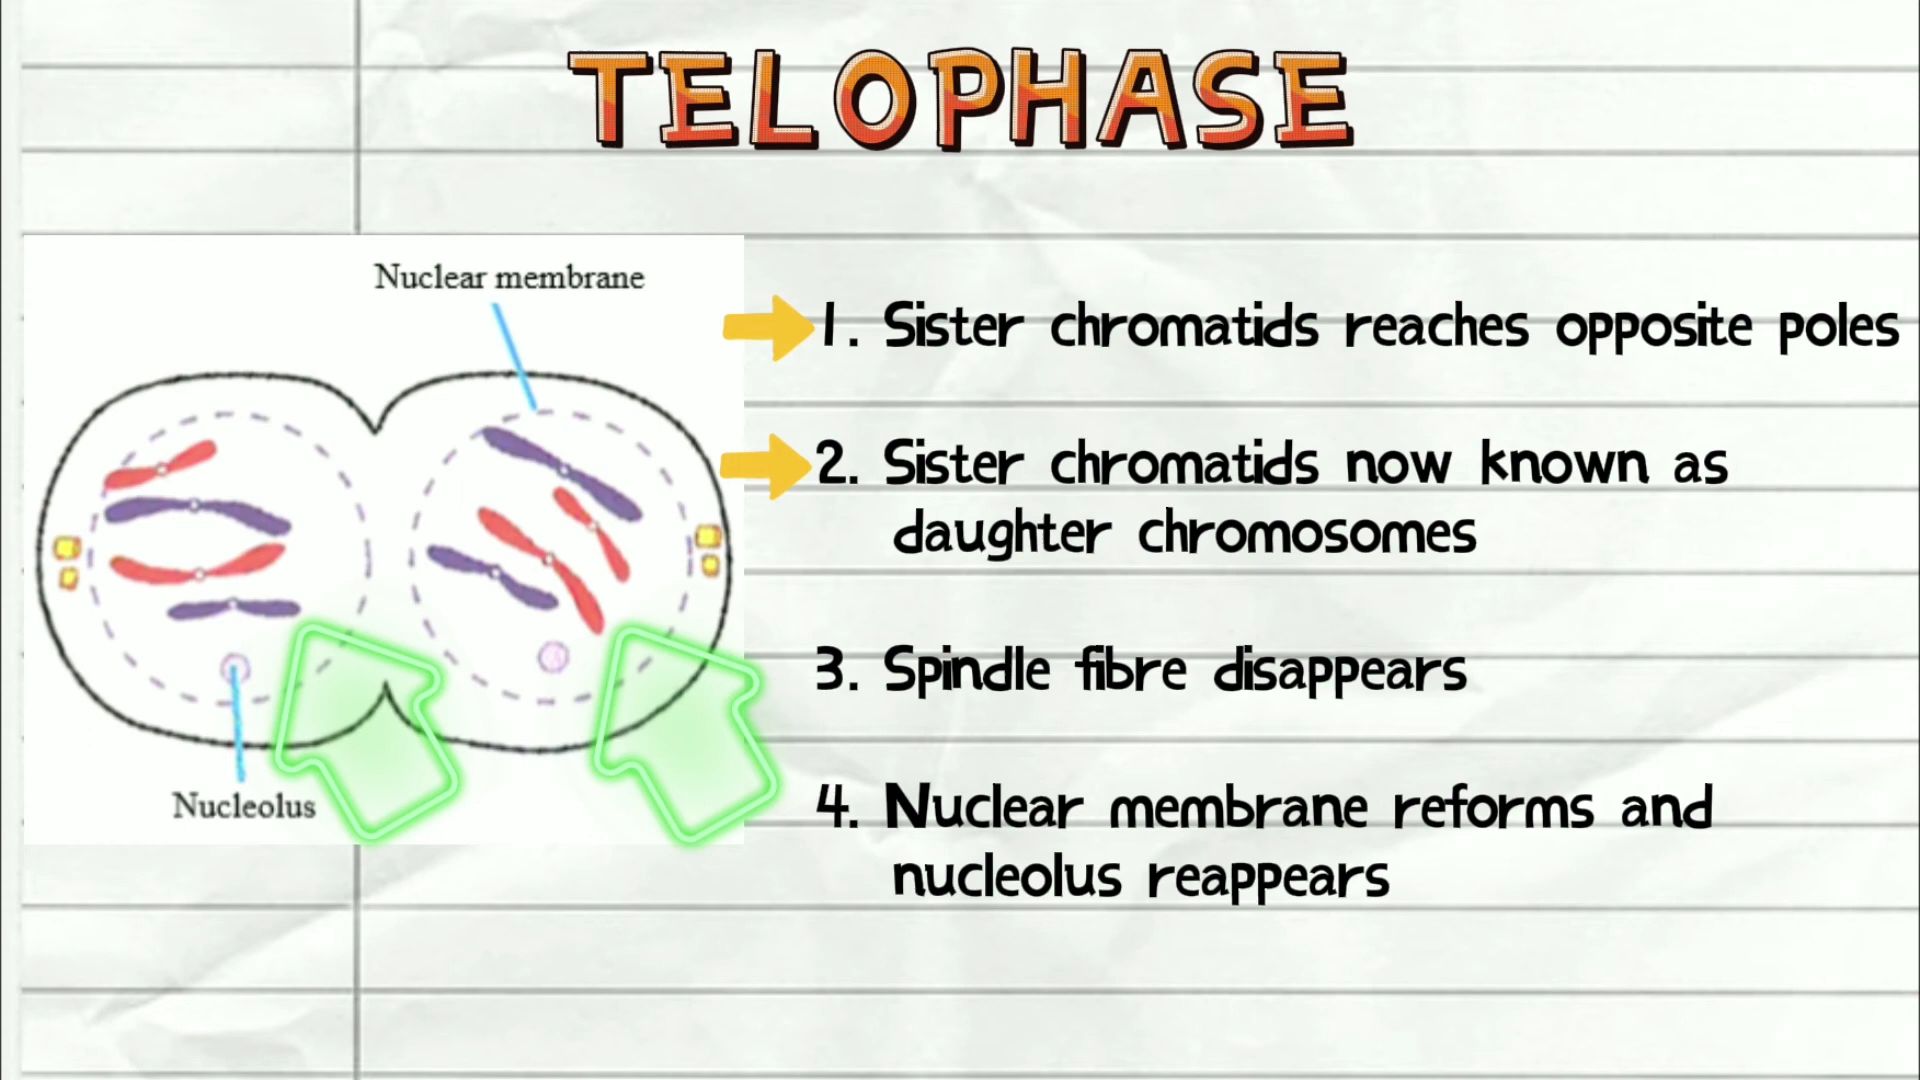 TELOPHASE
Nuclear membrane
Nucleolus
1. Sister chromatids reaches opposite poles
2. Sister chromatids now known as
daughter chromosomes
3. Spindle fibre disappears
4. Nuclear membrane reforms and
nucleolus reappears